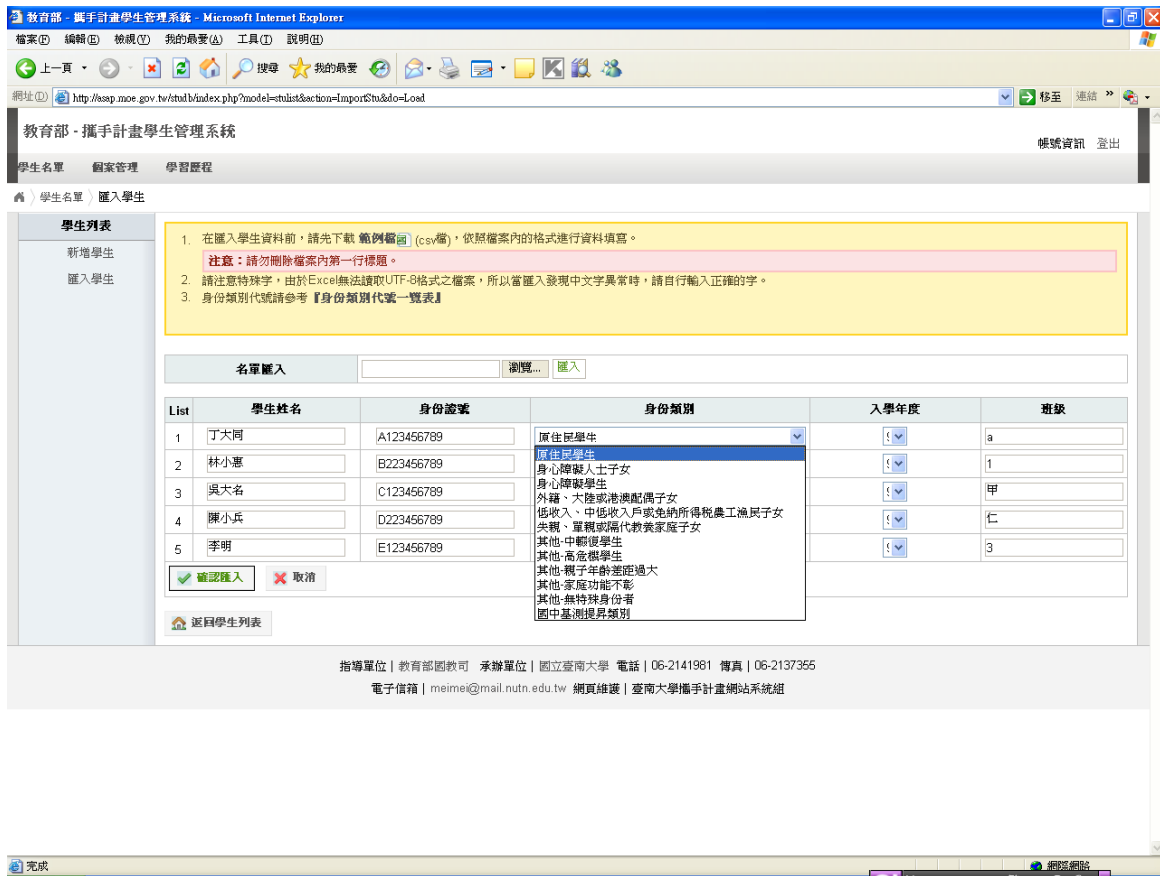 教育部 - 攜手計畫學生管理系統 - Microsoft Internet Explorer
檔案(F) 編輯(E) 檢視(V) 我的最愛(A) 工具(T) 說明(H)
上一頁 搜尋 我的最愛
網址(D) http://asap.moe.gov.tw/studb/index.php?model=stulist&action=ImportStu&do=Load 移至 連結 »
教育部 - 攜手計畫學生管理系統
帳號資訊 登出
學生名單 個案管理 學習歷程
學生名單 匯入學生
學生列表
新增學生
匯入學生
1. 在匯入學生資料前,請先下載 範例檔 (csv檔),依照檔案內的格式進行資料填寫。
注意:請勿刪除檔案內第一行標題。
2. 請注意特殊字,由於Excel無法讀取UTF-8格式之檔案,所以當匯入發現中文字異常時,請自行輸入正確的字。
3. 身份類別代號請參考『身份類別代號一覽表』
名單匯入 瀏覽... 匯入
List 學生姓名 身份證號 身份類別 入學年度 班級
1 丁大同 A123456789 原住民學生 a
2 林小惠 B223456789 1
3 吳大名 C123456789 甲
4 陳小兵 D223456789 仁
5 李明 E123456789 3
原住民學生
身心障礙人士子女
身心障礙學生
外籍、大陸或港澳配偶子女
低收入、中低收入戶或免納所得稅農工漁民子女
失親、單親或隔代教養家庭子女
其他-中輟復學生
其他-高危機學生
其他-親子年齡差距過大
其他-家庭功能不彰
其他-無特殊身份者
國中基測提昇類別
確認匯入 取消
返回學生列表
指導單位 | 教育部國教司 承辦單位 | 國立臺南大學 電話 | 06-2141981 傳真 | 06-2137355
電子信箱 | meimei@mail.nutn.edu.tw 網頁維護 | 臺南大學攜手計畫網站系統組
完成 網際網路